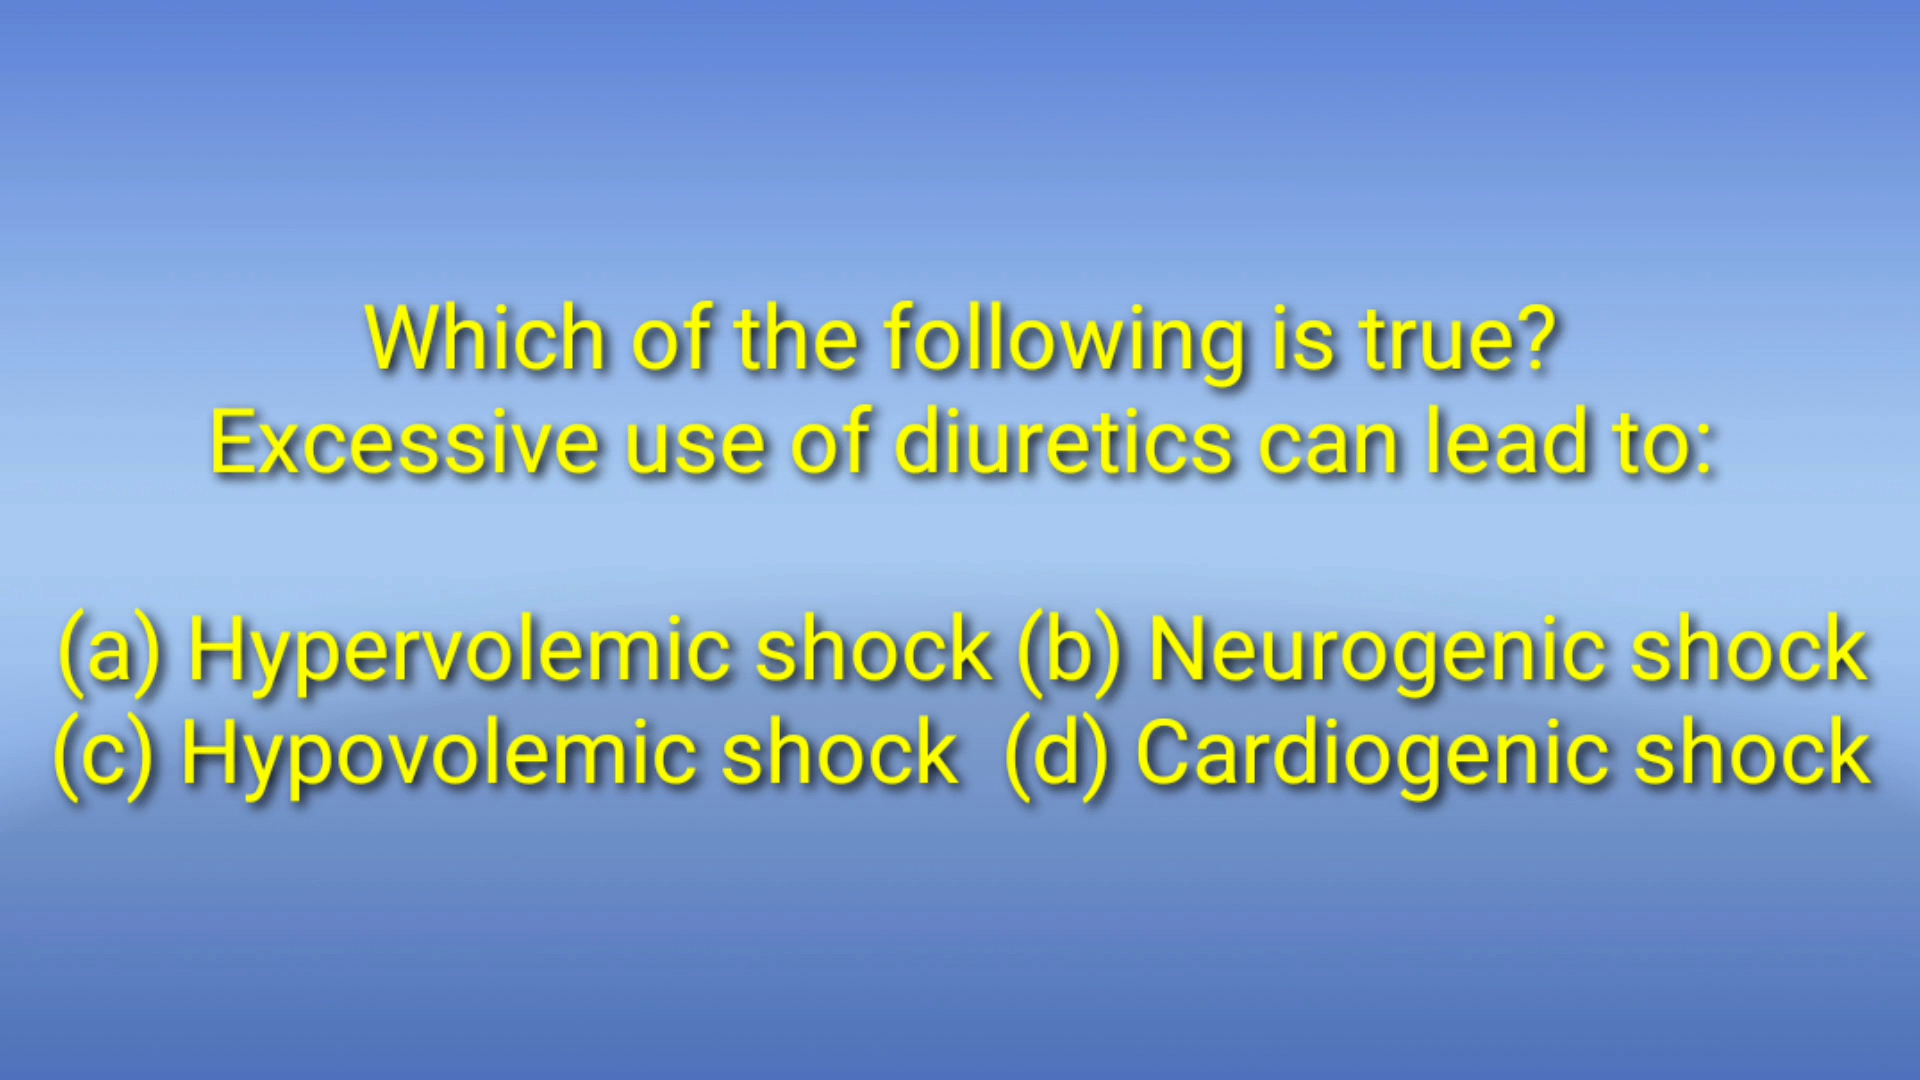 Which of the following is true?
Excessive use of diuretics can lead to:
(a) Hypervolemic shock (b) Neurogenic shock
(c) Hypovolemic shock (d) Cardiogenic shock